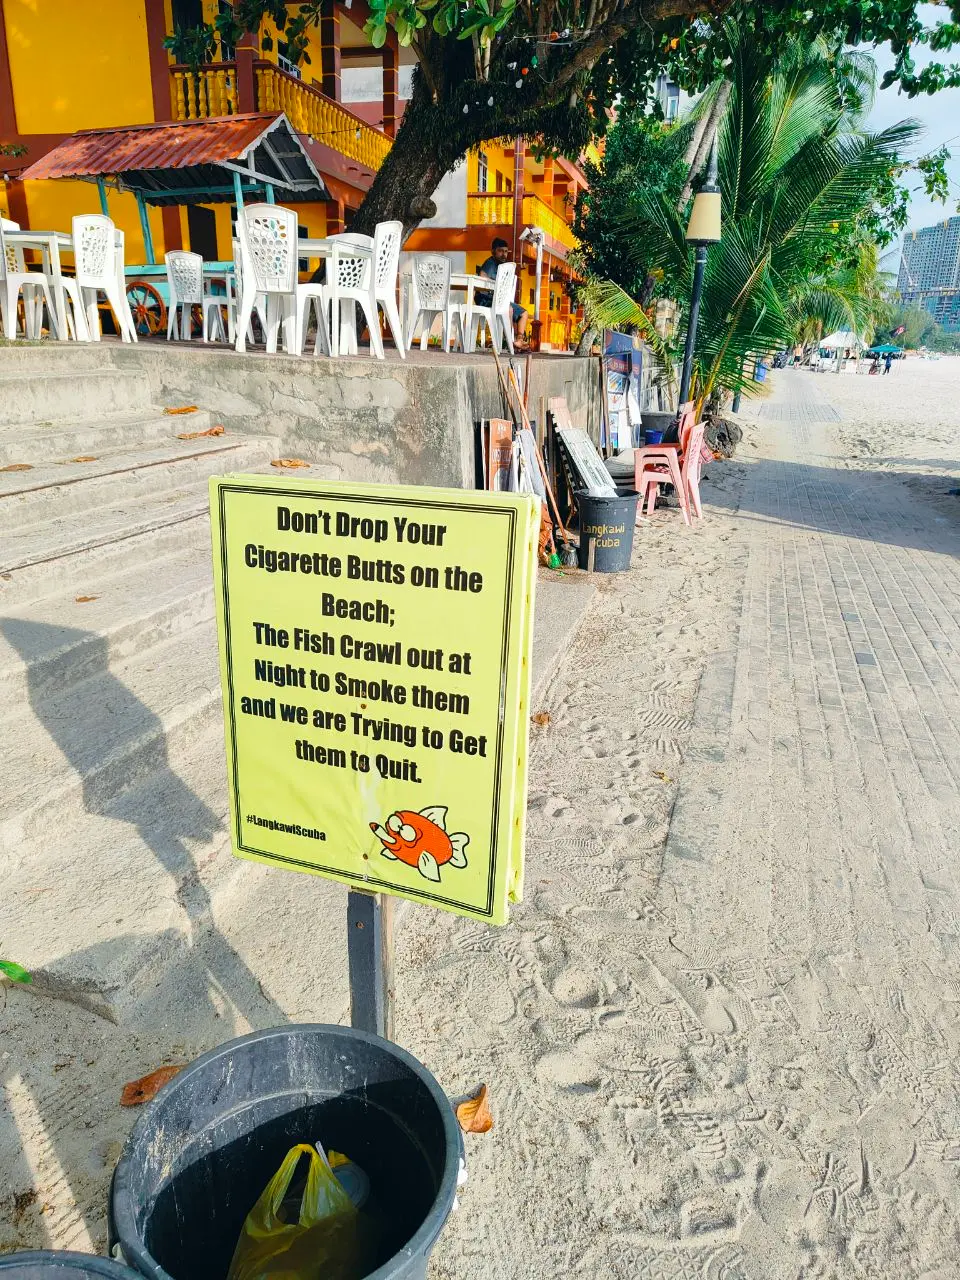 Don't Drop Your
Cigarette Butts on the
Beach;
The Fish Crawl out at
Night to Smoke them
and we are Trying to Get
them to Quit.
#LangkawiScuba
Langkawi
Scuba